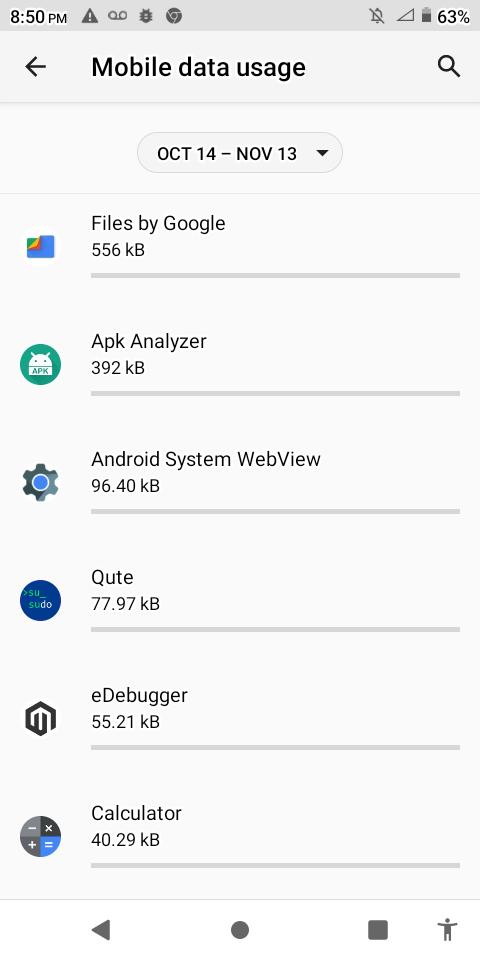 8:50 PM 63%
Mobile data usage
OCT 14 – NOV 13
Files by Google
556 kB
Apk Analyzer
APK
392 kB
Android System WebView
96.40 kB
Qute
>su_
sudo
77.97 kB
eDebugger
55.21 kB
Calculator
40.29 kB